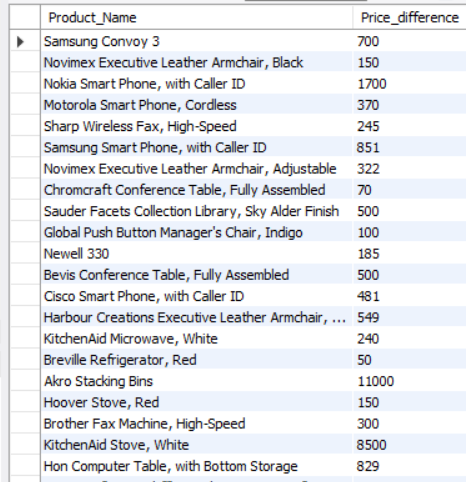 Product_Name Price_difference
Samsung Convoy 3 700
Novimex Executive Leather Armchair, Black 150
Nokia Smart Phone, with Caller ID 1700
Motorola Smart Phone, Cordless 370
Sharp Wireless Fax, High-Speed 245
Samsung Smart Phone, with Caller ID 851
Novimex Executive Leather Armchair, Adjustable 322
Chromcraft Conference Table, Fully Assembled 70
Sauder Facets Collection Library, Sky Alder Finish 500
Global Push Button Manager's Chair, Indigo 100
Newell 330 185
Bevis Conference Table, Fully Assembled 500
Cisco Smart Phone, with Caller ID 481
Harbour Creations Executive Leather Armchair, ... 549
KitchenAid Microwave, White 240
Breville Refrigerator, Red 50
Akro Stacking Bins 11000
Hoover Stove, Red 150
Brother Fax Machine, High-Speed 300
KitchenAid Stove, White 8500
Hon Computer Table, with Bottom Storage 829